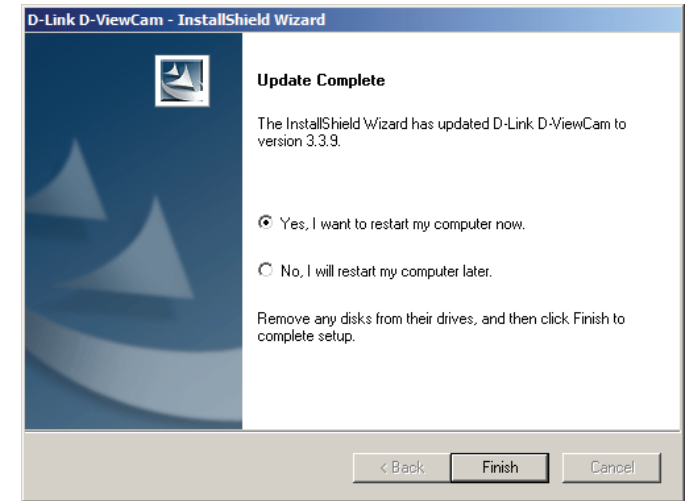 D-Link D-ViewCam - InstallShield Wizard
Update Complete
The InstallShield Wizard has updated D-Link D-ViewCam to
version 3.3.9.
Yes, I want to restart my computer now.
No, I will restart my computer later.
Remove any disks from their drives, and then click Finish to
complete setup.
< Back Finish Cancel